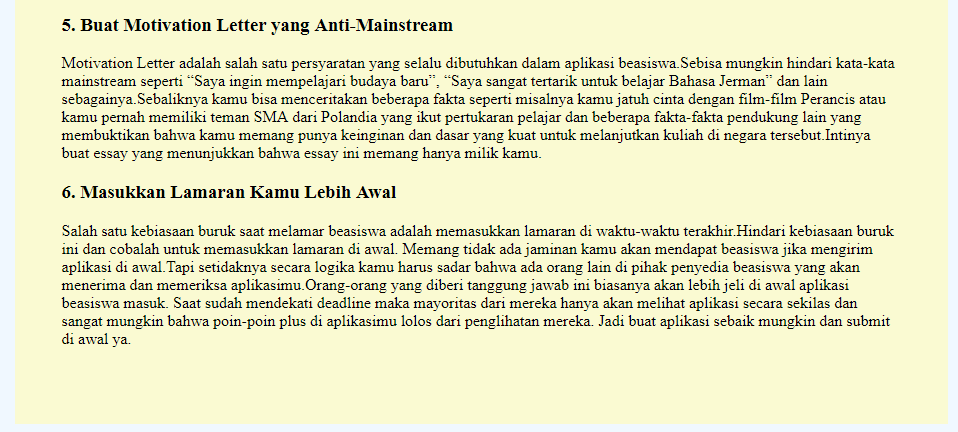 5. Buat Motivation Letter yang Anti-Mainstream
Motivation Letter adalah salah satu persyaratan yang selalu dibutuhkan dalam aplikasi beasiswa.Sebisa mungkin hindari kata-kata
mainstream seperti “Saya ingin mempelajari budaya baru”, “Saya sangat tertarik untuk belajar Bahasa Jerman” dan lain
sebagainya.Sebaliknya kamu bisa menceritakan beberapa fakta seperti misalnya kamu jatuh cinta dengan film-film Perancis atau
kamu pernah memiliki teman SMA dari Polandia yang ikut pertukaran pelajar dan beberapa fakta-fakta pendukung lain yang
membuktikan bahwa kamu memang punya keinginan dan dasar yang kuat untuk melanjutkan kuliah di negara tersebut.Intinya
buat essay yang menunjukkan bahwa essay ini memang hanya milik kamu.
6. Masukkan Lamaran Kamu Lebih Awal
Salah satu kebiasaan buruk saat melamar beasiswa adalah memasukkan lamaran di waktu-waktu terakhir.Hindari kebiasaan buruk
ini dan cobalah untuk memasukkan lamaran di awal. Memang tidak ada jaminan kamu akan mendapat beasiswa jika mengirim
aplikasi di awal.Tapi setidaknya secara logika kamu harus sadar bahwa ada orang lain di pihak penyedia beasiswa yang akan
menerima dan memeriksa aplikasimu.Orang-orang yang diberi tanggung jawab ini biasanya akan lebih jeli di awal aplikasi
beasiswa masuk. Saat sudah mendekati deadline maka mayoritas dari mereka hanya akan melihat aplikasi secara sekilas dan
sangat mungkin bahwa poin-poin plus di aplikasimu lolos dari penglihatan mereka. Jadi buat aplikasi sebaik mungkin dan submit
di awal ya.